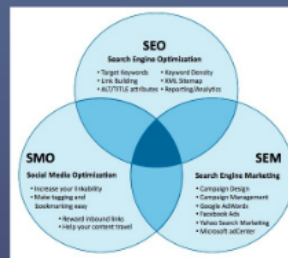 SEO
Search Engine Optimization
• Target Keywords
• Link Building
• ALT/TITLE attributes
• Keyword Density
• XML Sitemap
• Reporting/Analytics
SMO
Social Media Optimization
• Increase your linkability
• Make tagging and
bookmarking easy
• Reward inbound links
• Help your content travel
SEM
Search Engine Marketing
• Campaign Design
• Campaign Management
• Google AdWords
• Facebook Ads
• Yahoo Search Marketing
• Microsoft adCenter